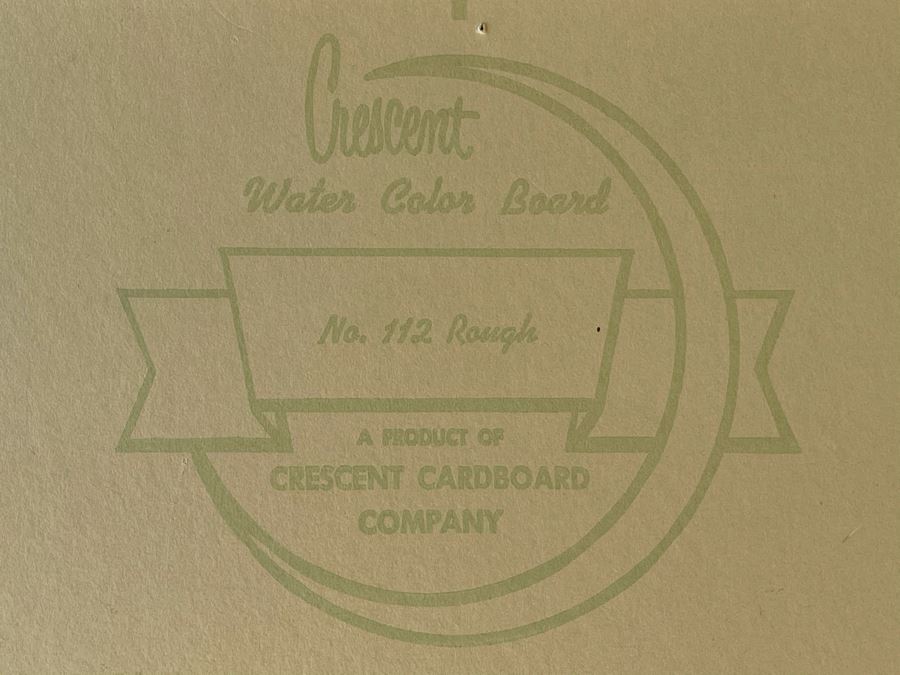 Crescent
Water Color Board
No. 112 Rough
A PRODUCT OF
CRESCENT CARDBOARD
COMPANY